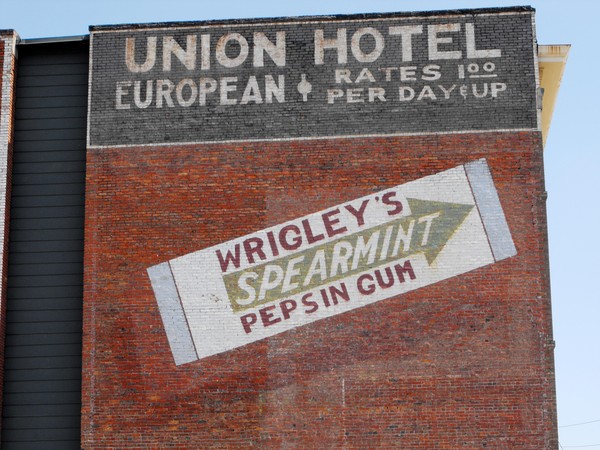 UNION HOTEL
EUROPEAN RATES 100
PER DAY & UP
WRIGLEY'S
SPEARMINT
PEPSIN GUM